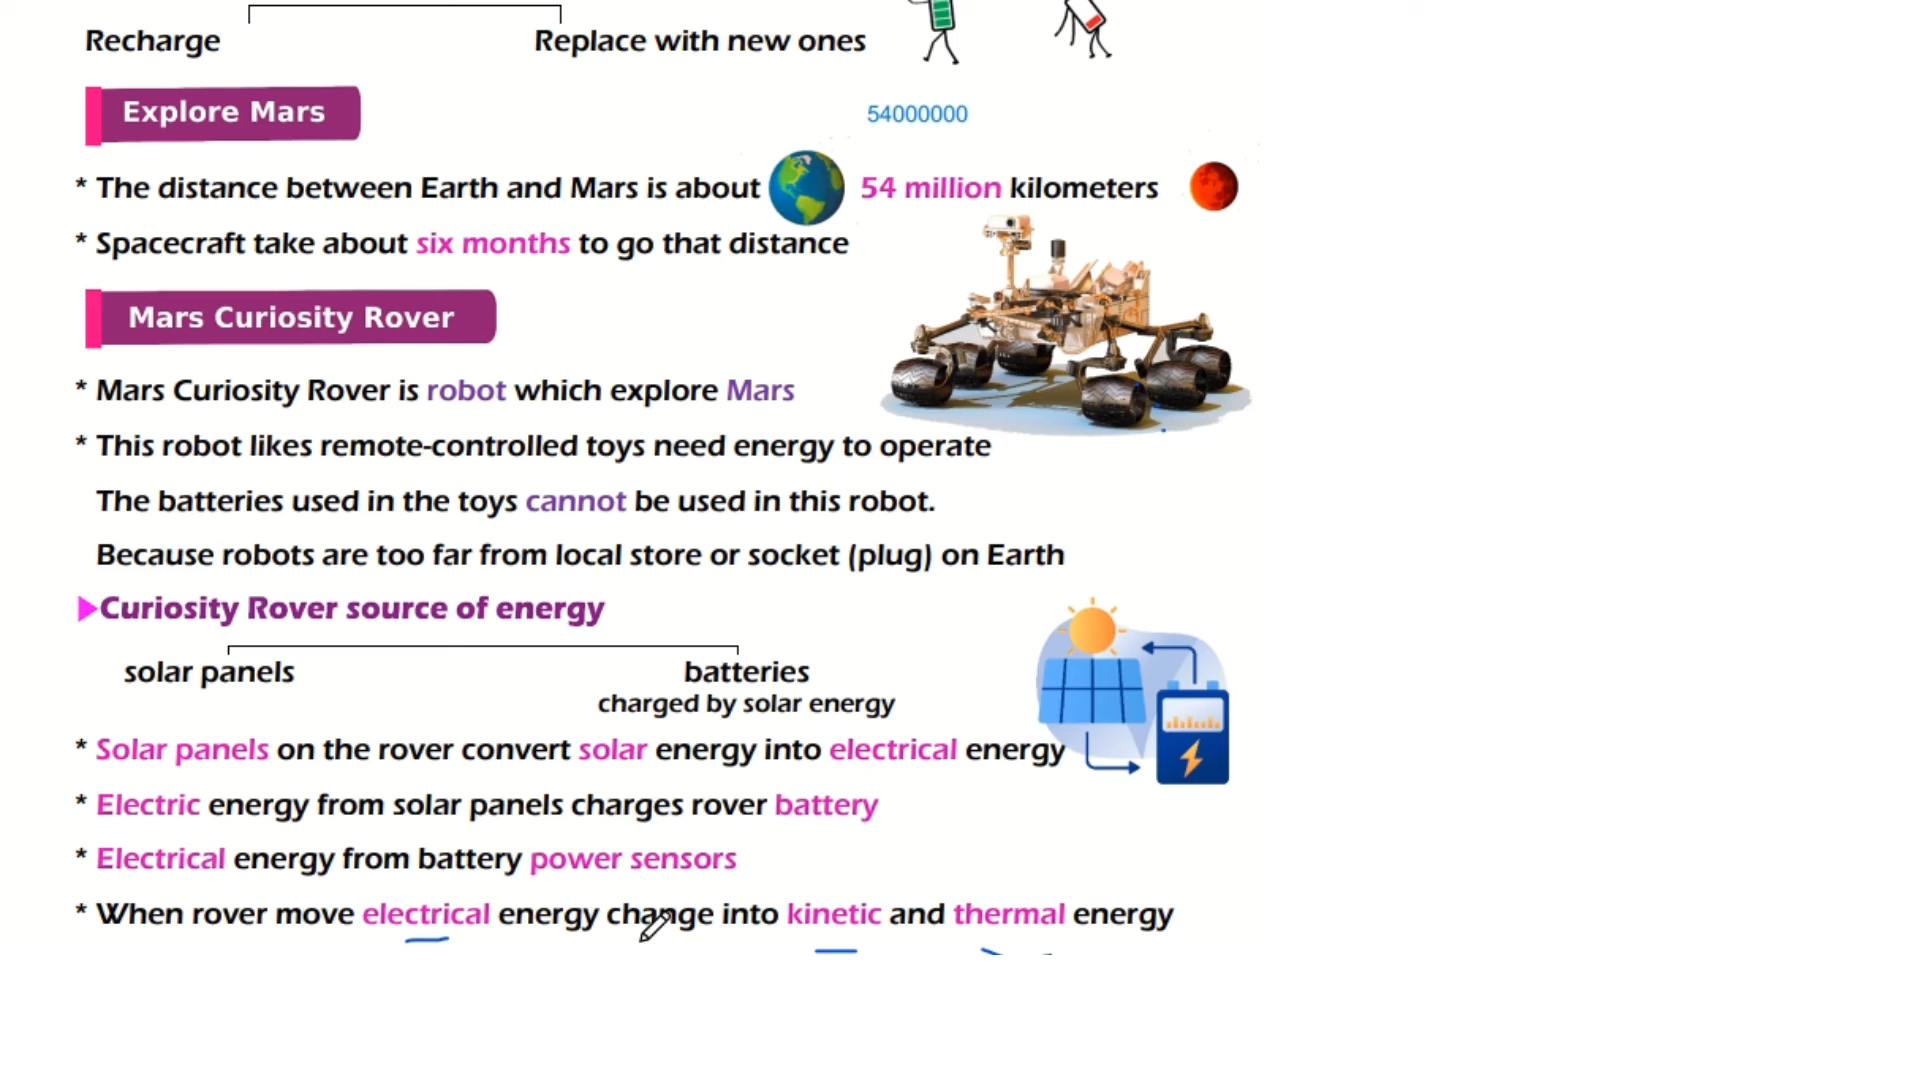 Recharge
Replace with new ones
Explore Mars
54000000
* The distance between Earth and Mars is about 54 million kilometers
* Spacecraft take about six months to go that distance
Mars Curiosity Rover
* Mars Curiosity Rover is robot which explore Mars
* This robot likes remote-controlled toys need energy to operate
The batteries used in the toys cannot be used in this robot.
Because robots are too far from local store or socket (plug) on Earth
Curiosity Rover source of energy
solar panels
batteries
charged by solar energy
* Solar panels on the rover convert solar energy into electrical energy
* Electric energy from solar panels charges rover battery
* Electrical energy from battery power sensors
* When rover move electrical energy change into kinetic and thermal energy